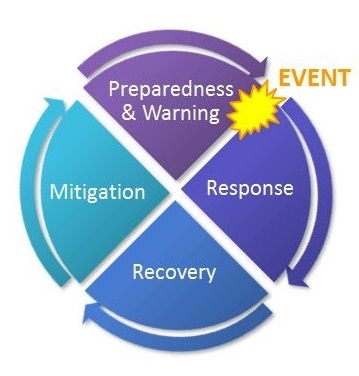 EVENT
Preparedness
& Warning
Mitigation
Response
Recovery